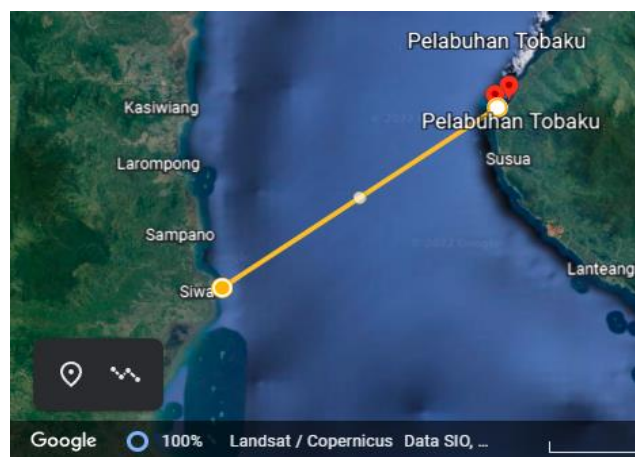 Pelabuhan Tobaku
Kasiwiang
Pelabuhan Tobaku
Larompong
Susua
Sampano
Lanteang
Siwa
Google 100% Landsat / Copernicus Data SIO, ...